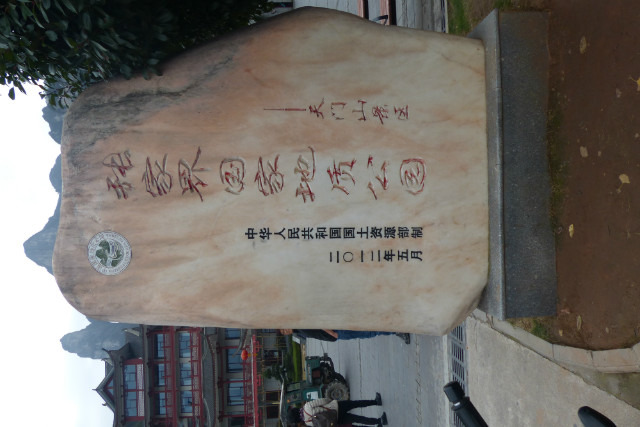 ——天门山景区
张家界国家地质公园
中华人民共和国国土资源部 制
二〇一二年五月